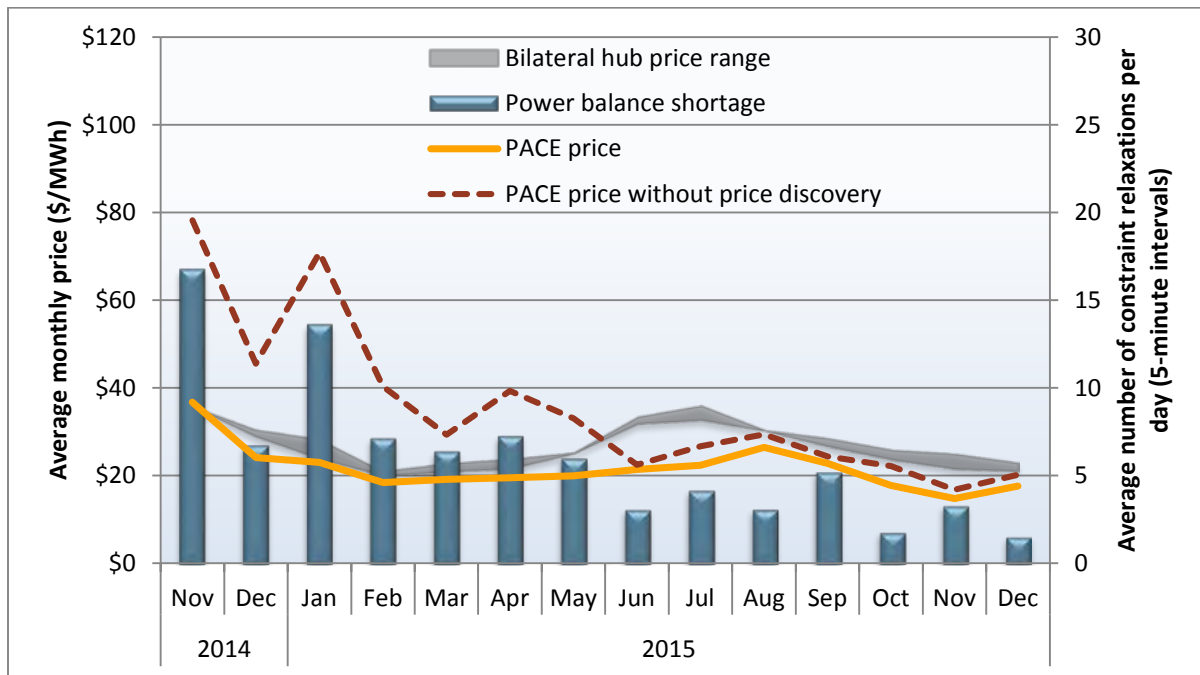 $120
$100
$80
$60
$40
$20
$0
Average monthly price ($/MWh)
Bilateral hub price range
Power balance shortage
PACE price
PACE price without price discovery
30
25
20
15
10
5
0
Average number of constraint relaxations per
day (5-minute intervals)
Nov Dec Jan Feb Mar Apr May Jun Jul Aug Sep Oct Nov Dec
2014 2015